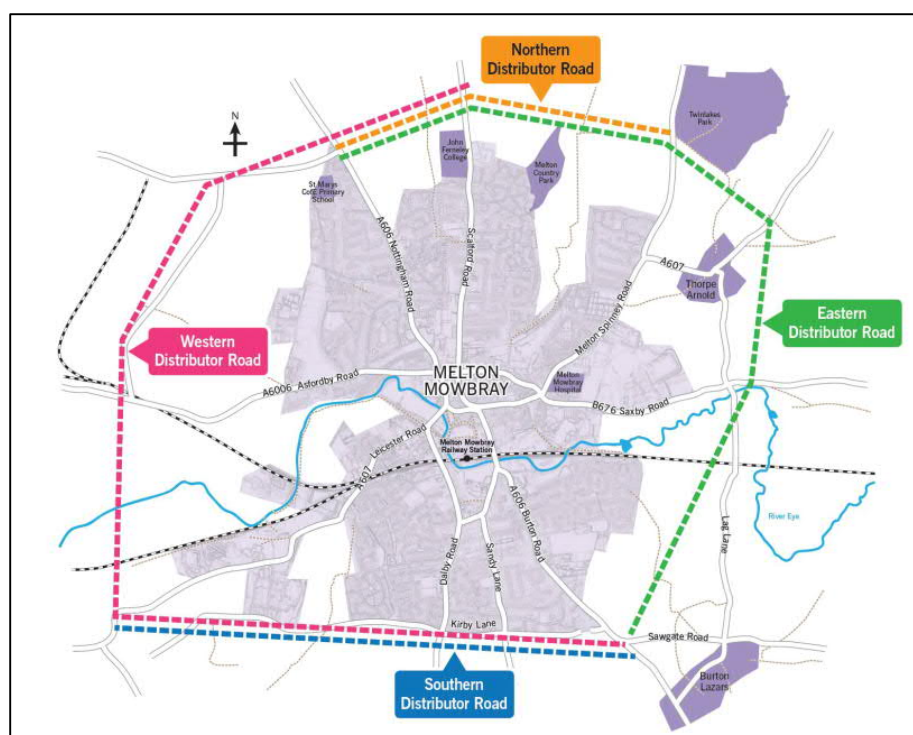 Northern
Distributor Road
N
Twinlakes
Park
John
Ferneley
College
Melton
Country
Park
St Marys
CofE Primary
School
A606 Nottingham Road
Scalford Road
A607
Thorpe
Arnold
Melton Spinney Road
Western
Distributor Road
Eastern
Distributor Road
MELTON
MOWBRAY
A6006 Asfordby Road
Melton
Mowbray
Hospital
B676 Saxby Road
A607 Leicester Road
Melton Mowbray
Railway Station
A606 Burton Road
River Eye
Lag Lane
Dalby Road
Sandy Lane
Kirby Lane
Sawgate Road
Burton
Lazars
Southern
Distributor Road